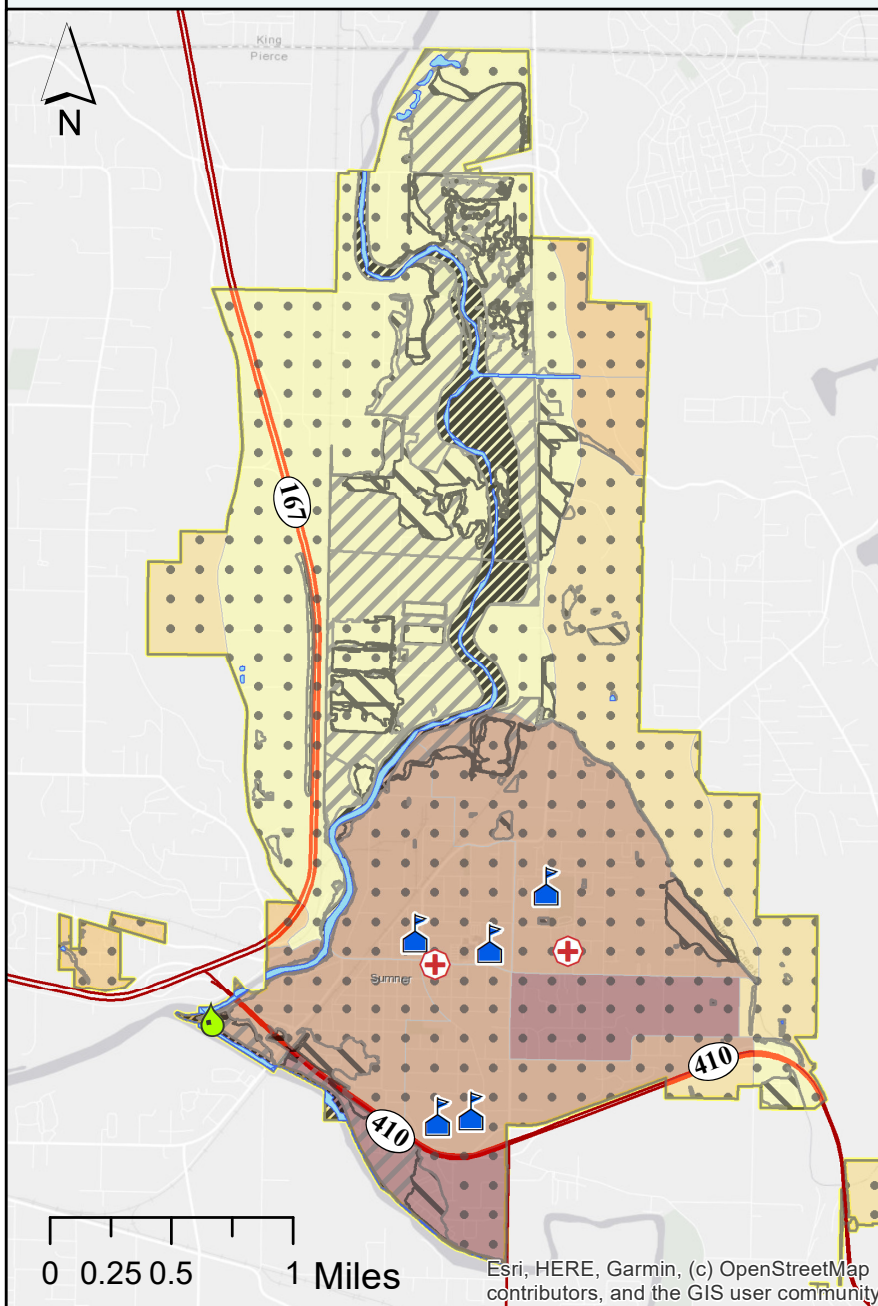 King
Pierce
N
167
Sumner
410
410
0 0.25 0.5 1 Miles
Esri, HERE, Garmin, (c) OpenStreetMap
contributors, and the GIS user community